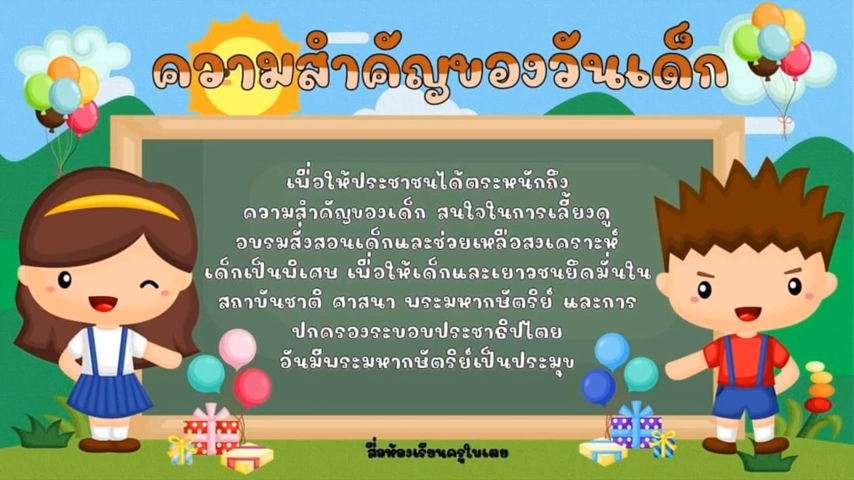 ความสำคัญของวันเด็ก
เพื่อให้ประชาชนได้ตระหนักถึง
ความสำคัญของเด็ก สนใจในการเลี้ยงดู
อบรมสั่งสอนเด็กและช่วยเหลือสงเคราะห์
เด็กเป็นพิเศษ เพื่อให้เด็กและเยาวชนยึดมั่นใน
สถาบันชาติ ศาสนา พระมหากษัตริย์ และการ
ปกครองระบอบประชาธิปไตย
อันมีพระมหากษัตริย์เป็นประมุข
สื่อห้องเรียนครูใบเตย